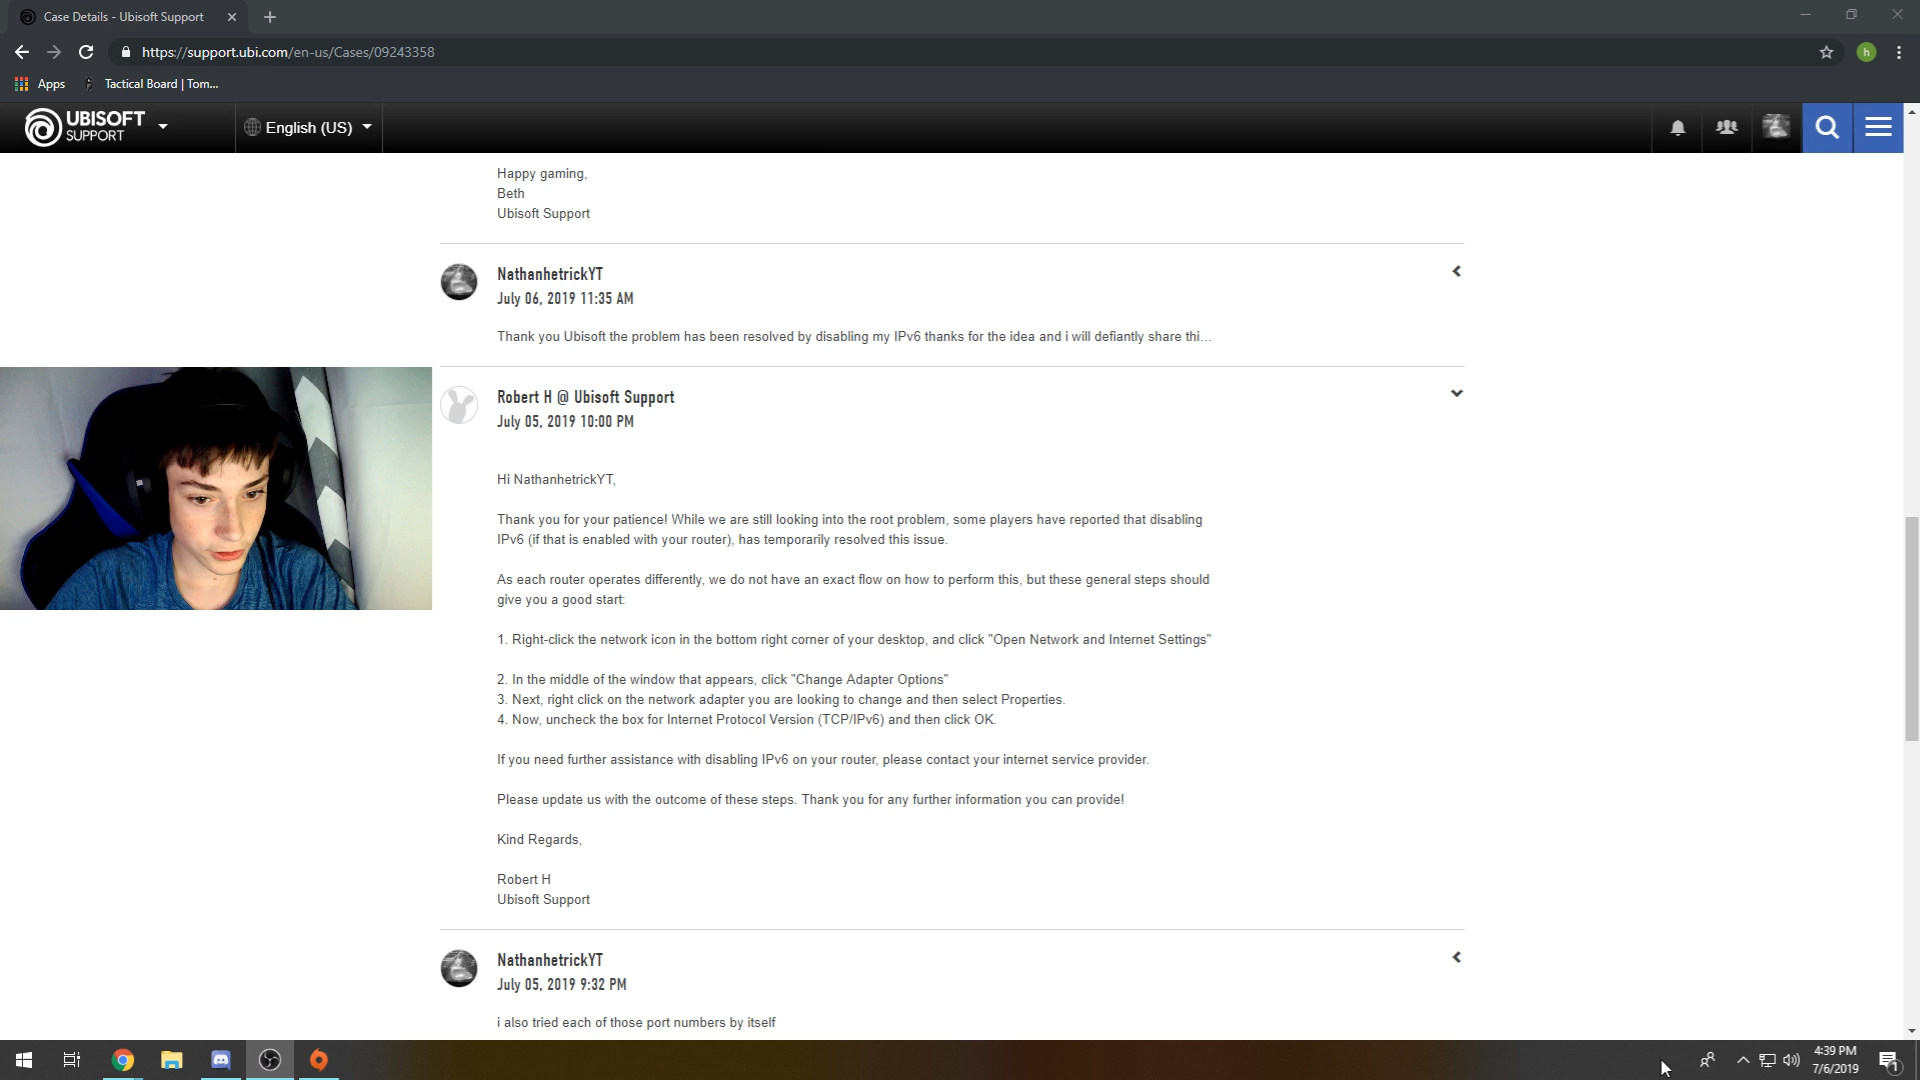 Case Details - Ubisoft Support
https://support.ubi.com/en-us/Cases/09243358
h
Apps
Tactical Board | Tom...
UBISOFT
SUPPORT
English (US)
Happy gaming,
Beth
Ubisoft Support
NathanhetrickYT
July 06, 2019 11:35 AM
Thank you Ubisoft the problem has been resolved by disabling my IPv6 thanks for the idea and i will defiantly share thi...
Robert H @ Ubisoft Support
July 05, 2019 10:00 PM
Hi NathanhetrickYT,
Thank you for your patience! While we are still looking into the root problem, some players have reported that disabling
IPv6 (if that is enabled with your router), has temporarily resolved this issue.
As each router operates differently, we do not have an exact flow on how to perform this, but these general steps should
give you a good start:
1. Right-click the network icon in the bottom right corner of your desktop, and click "Open Network and Internet Settings"
2. In the middle of the window that appears, click "Change Adapter Options"
3. Next, right click on the network adapter you are looking to change and then select Properties.
4. Now, uncheck the box for Internet Protocol Version (TCP/IPv6) and then click OK.
If you need further assistance with disabling IPv6 on your router, please contact your internet service provider.
Please update us with the outcome of these steps. Thank you for any further information you can provide!
Kind Regards,
Robert H
Ubisoft Support
NathanhetrickYT
July 05, 2019 9:32 PM
i also tried each of those port numbers by itself
4:39 PM
7/6/2019
1